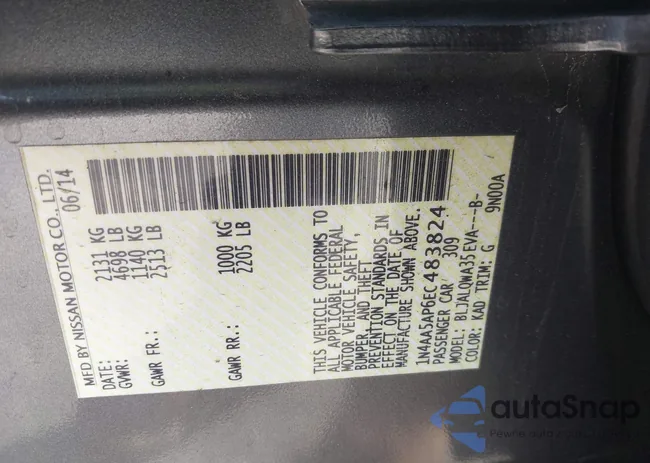 MFD BY NISSAN MOTOR CO., LTD.
DATE: 06/14
GVWR: 2131 KG
4698 LB
GAWR FR: 1140 KG
2513 LB
GAWR RR: 1000 KG
2205 LB
THIS VEHICLE CONFORMS TO
ALL APPLICABLE FEDERAL
MOTOR VEHICLE SAFETY,
BUMPER, AND THEFT
PREVENTION STANDARDS IN
EFFECT ON THE DATE OF
MANUFACTURE SHOWN ABOVE.
1N4AA5AP6EC483824
PASSENGER CAR 309
MODEL: BLJALQWA35EVA---B-
COLOR: KAD TRIM: G 9N00A
autaSnap
Pewne auta